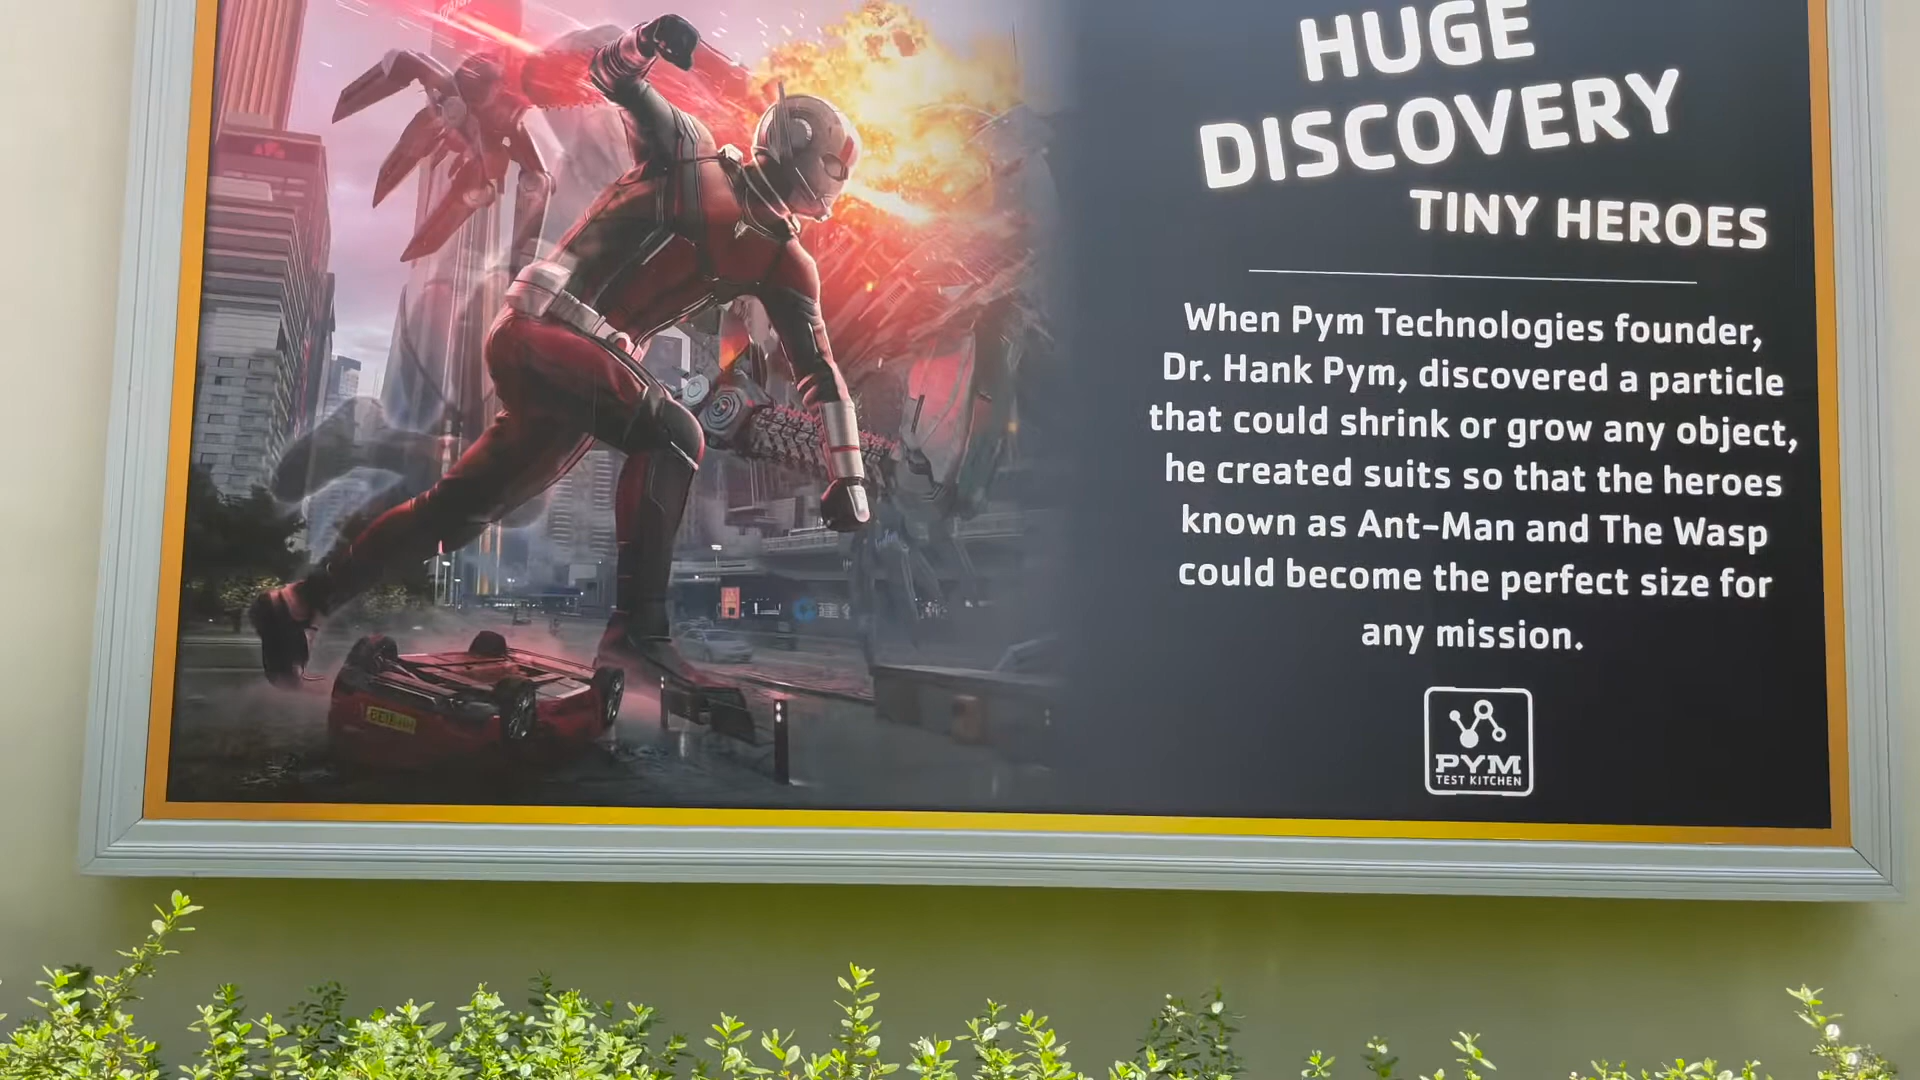 HUGE
DISCOVERY
TINY HEROES
When Pym Technologies founder,
Dr. Hank Pym, discovered a particle
that could shrink or grow any object,
he created suits so that the heroes
known as Ant-Man and The Wasp
could become the perfect size for
any mission.
PYM
TEST KITCHEN